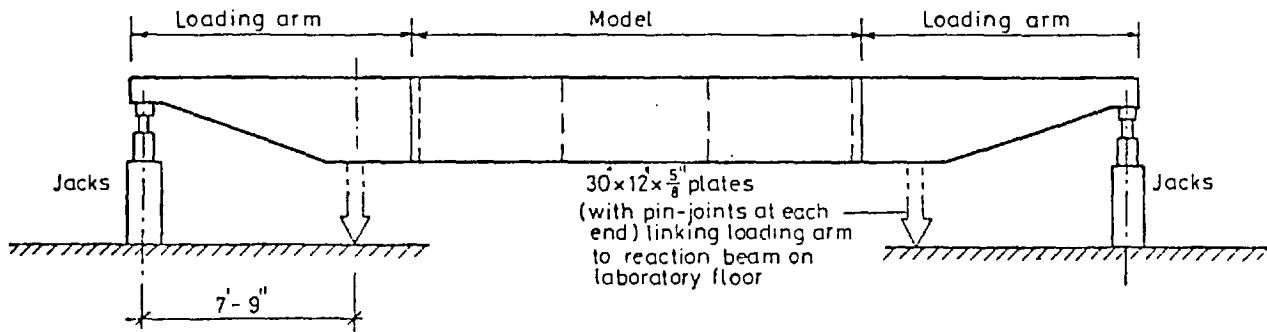 Loading arm
Model
Loading arm
Jacks
30" × 12" × 5/8" plates
(with pin-joints at each
end) linking loading arm
to reaction beam on
laboratory floor
Jacks
7'- 9"